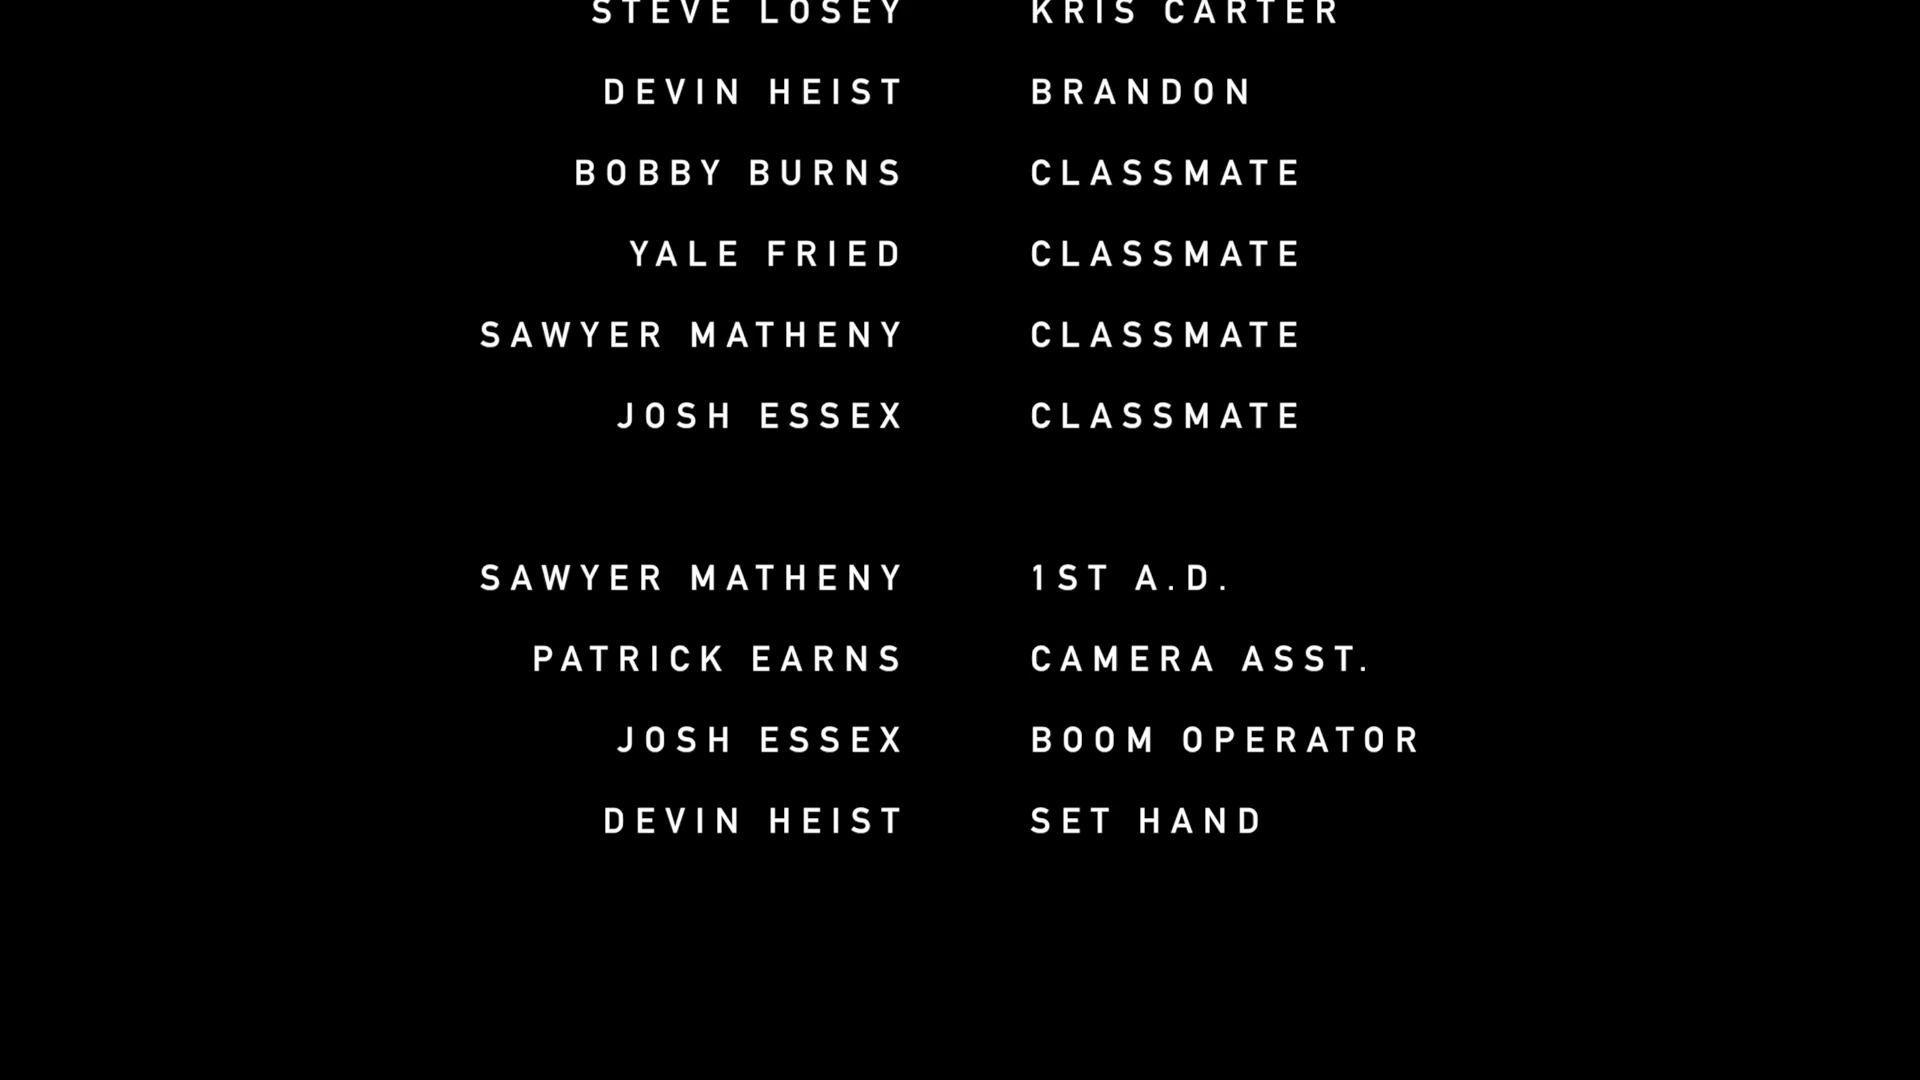 STEVE LOSEY KRIS CARTER
DEVIN HEIST BRANDON
BOBBY BURNS CLASSMATE
YALE FRIED CLASSMATE
SAWYER MATHENY CLASSMATE
JOSH ESSEX CLASSMATE
SAWYER MATHENY 1ST A.D.
PATRICK EARNS CAMERA ASST.
JOSH ESSEX BOOM OPERATOR
DEVIN HEIST SET HAND